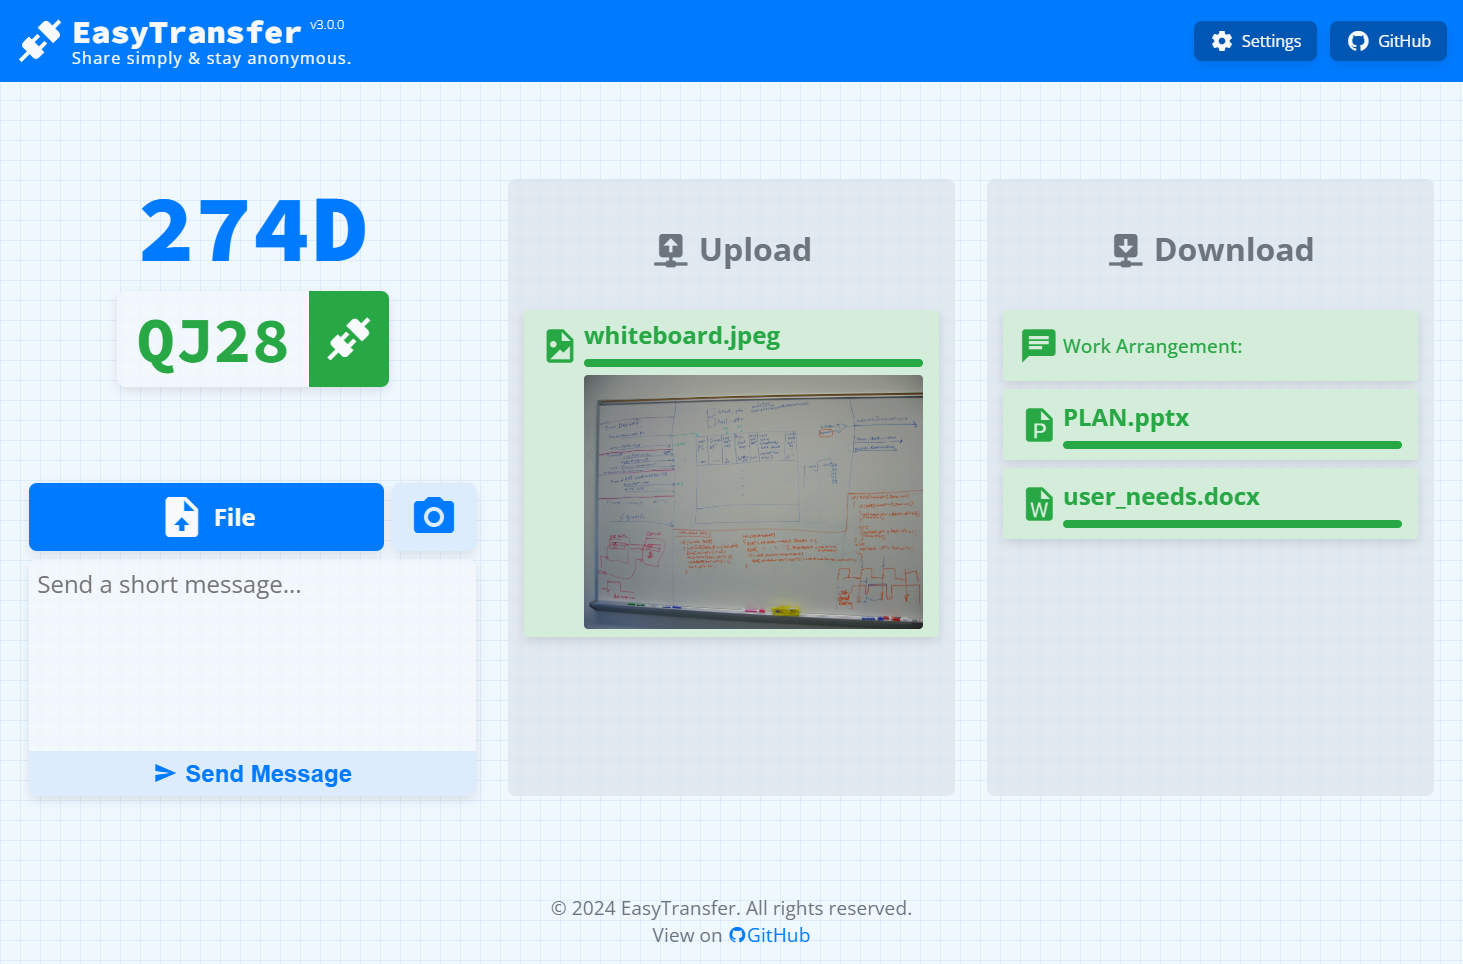 EasyTransfer v3.0.0
Share simply & stay anonymous.
Settings
GitHub
274D
QJ28
File
Send a short message...
Send Message
Upload
whiteboard.jpeg
Download
Work Arrangement:
PLAN.pptx
user_needs.docx
© 2024 EasyTransfer. All rights reserved.
View on GitHub